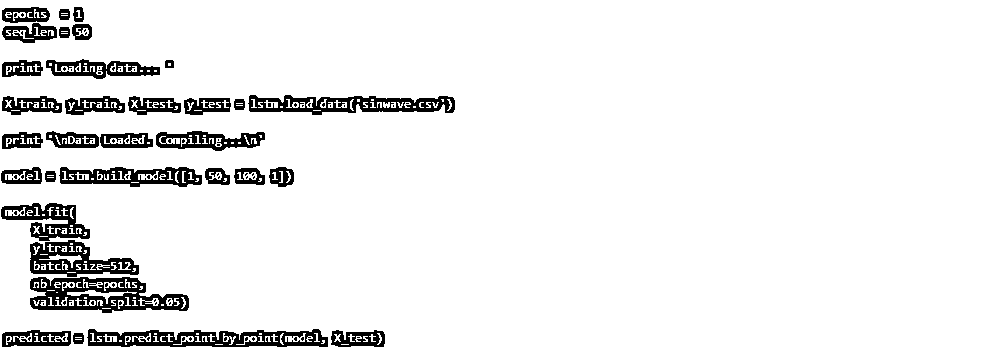 epochs  = 1
seq_len = 50
print 'Loading data... '
X_train, y_train, X_test, y_test = lstm.load_data('sinwave.csv')
print '\nData Loaded. Compiling...\n'
model = lstm.build_model([1, 50, 100, 1])
model.fit(
    X_train,
    y_train,
    batch_size=512,
    nb_epoch=epochs,
    validation_split=0.05)
predicted = lstm.predict_point_by_point(model, X_test)